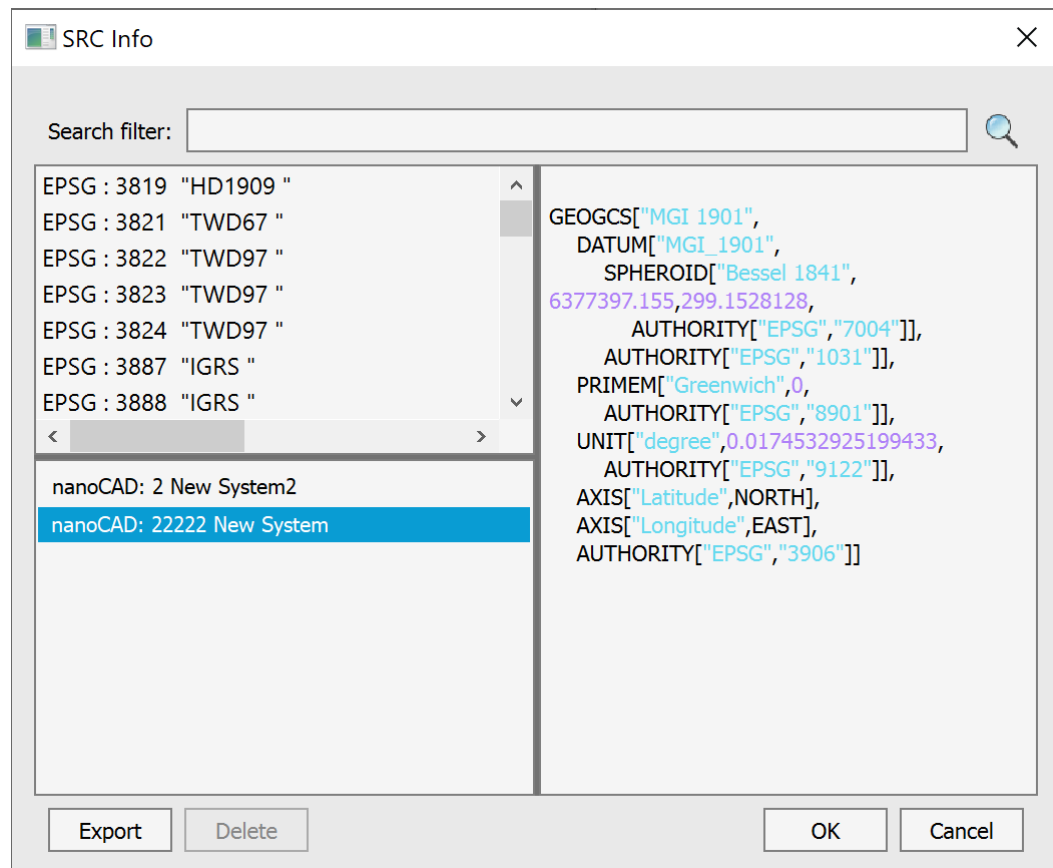 SRC Info
Search filter:
EPSG : 3819 "HD1909 "
EPSG : 3821 "TWD67 "
EPSG : 3822 "TWD97 "
EPSG : 3823 "TWD97 "
EPSG : 3824 "TWD97 "
EPSG : 3887 "IGRS "
EPSG : 3888 "IGRS "
nanoCAD: 2 New System2
nanoCAD: 22222 New System
GEOGCS["MGI 1901",
DATUM["MGI_1901",
SPHEROID["Bessel 1841",
6377397.155,299.1528128,
AUTHORITY["EPSG","7004"]],
AUTHORITY["EPSG","1031"]],
PRIMEM["Greenwich",0,
AUTHORITY["EPSG","8901"]],
UNIT["degree",0.0174532925199433,
AUTHORITY["EPSG","9122"]],
AXIS["Latitude",NORTH],
AXIS["Longitude",EAST],
AUTHORITY["EPSG","3906"]]
Export
Delete
OK
Cancel